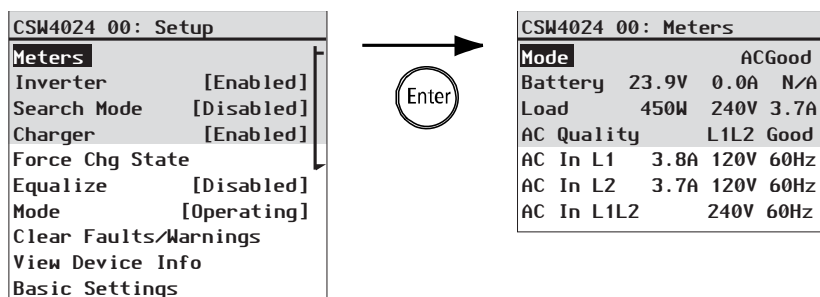 CSW4024 00: Setup
Meters
Inverter [Enabled]
Search Mode [Disabled]
Charger [Enabled]
Force Chg State
Equalize [Disabled]
Mode [Operating]
Clear Faults/Warnings
View Device Info
Basic Settings
Enter
CSW4024 00: Meters
Mode ACGood
Battery 23.9V 0.0A N/A
Load 450W 240V 3.7A
AC Quality L1L2 Good
AC In L1 3.8A 120V 60Hz
AC In L2 3.7A 120V 60Hz
AC In L1L2 240V 60Hz